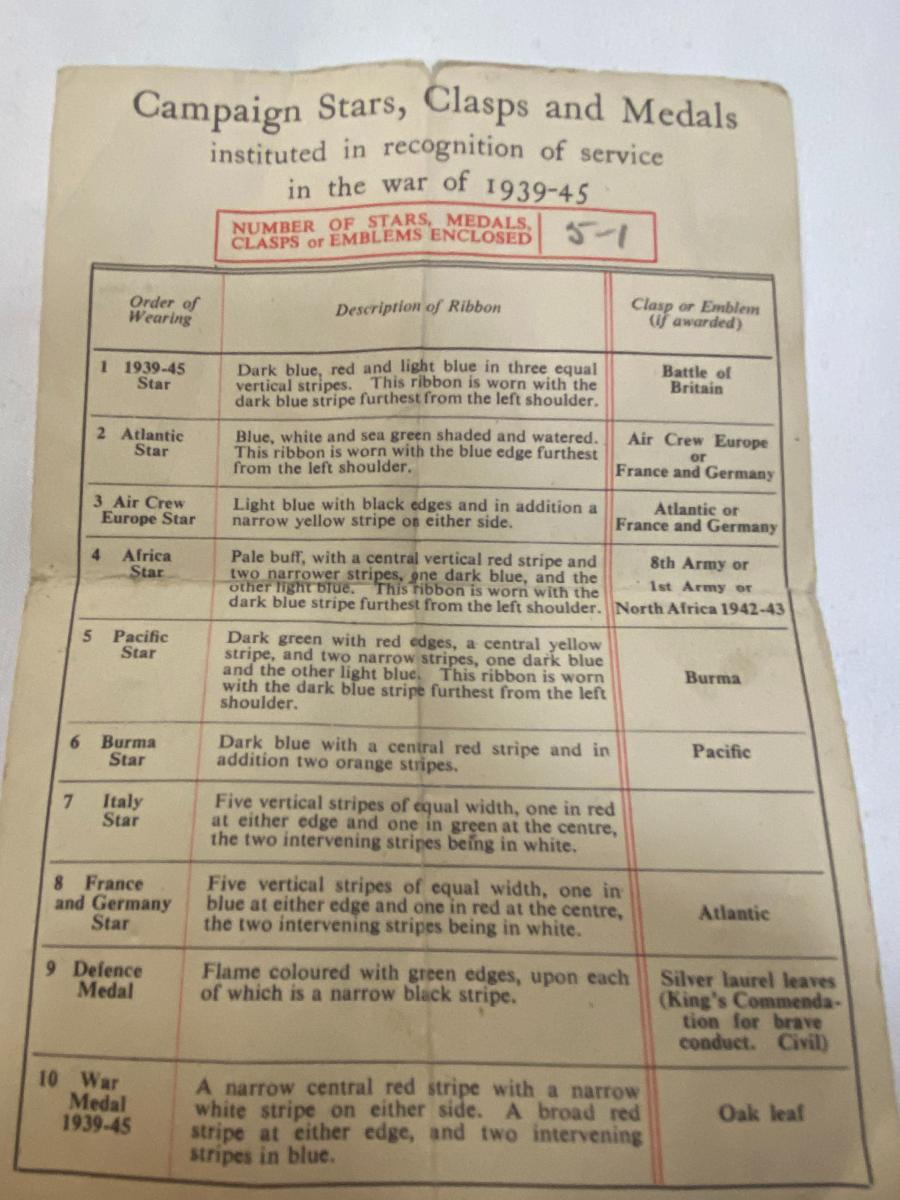 Campaign Stars, Clasps and Medals
instituted in recognition of service
in the war of 1939-45
NUMBER OF STARS, MEDALS,
CLASPS or EMBLEMS ENCLOSED
5-1
Order of
Wearing
Description of Ribbon
Clasp or Emblem
(if awarded)
1 1939-45
Star
Dark blue, red and light blue in three equal
vertical stripes. This ribbon is worn with the
dark blue stripe furthest from the left shoulder.
Battle of
Britain
2 Atlantic
Star
Blue, white and sea green shaded and watered.
This ribbon is worn with the blue edge furthest
from the left shoulder.
Air Crew Europe
or
France and Germany
3 Air Crew
Europe Star
Light blue with black edges and in addition a
narrow yellow stripe on either side.
Atlantic or
France and Germany
4 Africa
Star
Pale buff, with a central vertical red stripe and
two narrower stripes, one dark blue, and the
other light blue. This ribbon is worn with the
dark blue stripe furthest from the left shoulder.
8th Army or
1st Army or
North Africa 1942-43
5 Pacific
Star
Dark green with red edges, a central yellow
stripe, and two narrow stripes, one dark blue
and the other light blue. This ribbon is worn
with the dark blue stripe furthest from the left
shoulder.
Burma
6 Burma
Star
Dark blue with a central red stripe and in
addition two orange stripes.
Pacific
7 Italy
Star
Five vertical stripes of equal width, one in red
at either edge and one in green at the centre,
the two intervening stripes being in white.
8 France
and Germany
Star
Five vertical stripes of equal width, one in
blue at either edge and one in red at the centre,
the two intervening stripes being in white.
Atlantic
9 Defence
Medal
Flame coloured with green edges, upon each
of which is a narrow black stripe.
Silver laurel leaves
(King's Commenda-
tion for brave
conduct. Civil)
10 War
Medal
1939-45
A narrow central red stripe with a narrow
white stripe on either side. A broad red
stripe at either edge, and two intervening
stripes in blue.
Oak leaf